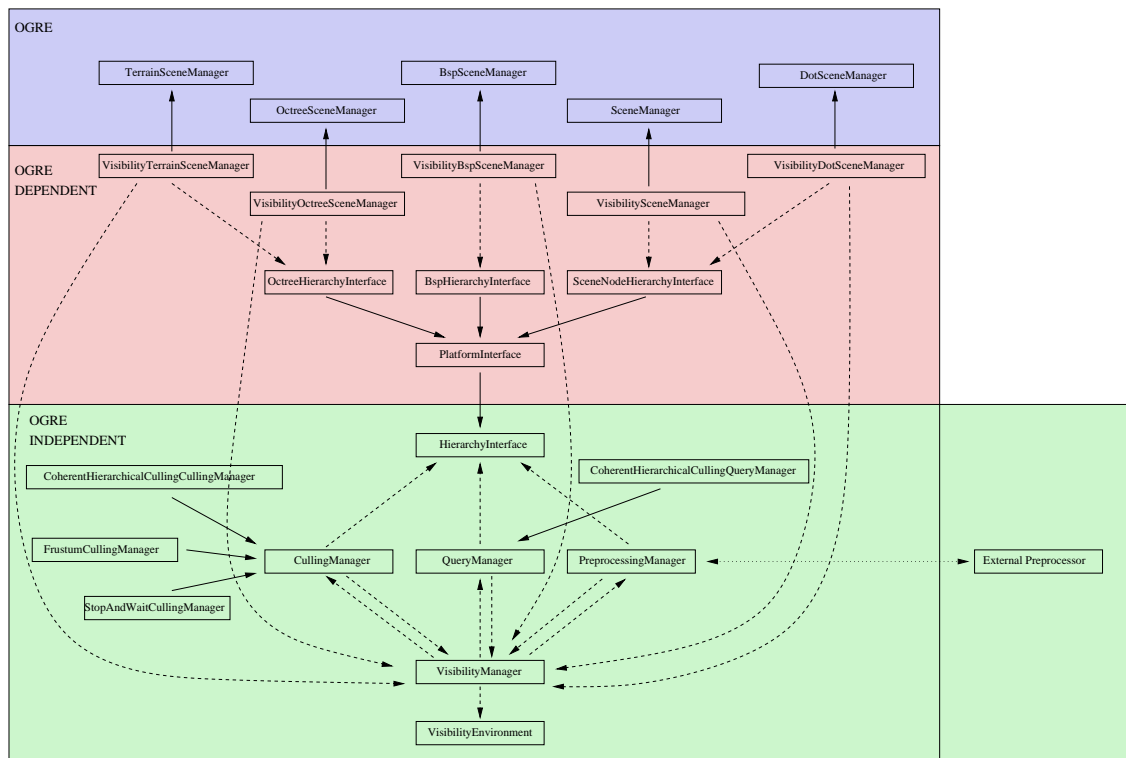 OGRE
TerrainSceneManager
BspSceneManager
DotSceneManager
OctreeSceneManager
SceneManager
OGRE
DEPENDENT
VisibilityTerrainSceneManager
VisibilityBspSceneManager
VisibilityDotSceneManager
VisibilityOctreeSceneManager
VisibilitySceneManager
OctreeHierarchyInterface
BspHierarchyInterface
SceneNodeHierarchyInterface
PlatformInterface
OGRE
INDEPENDENT
HierarchyInterface
CoherentHierarchicalCullingCullingManager
CoherentHierarchicalCullingQueryManager
FrustumCullingManager
CullingManager
QueryManager
PreprocessingManager
External Preprocessor
StopAndWaitCullingManager
VisibilityManager
VisibilityEnvironment